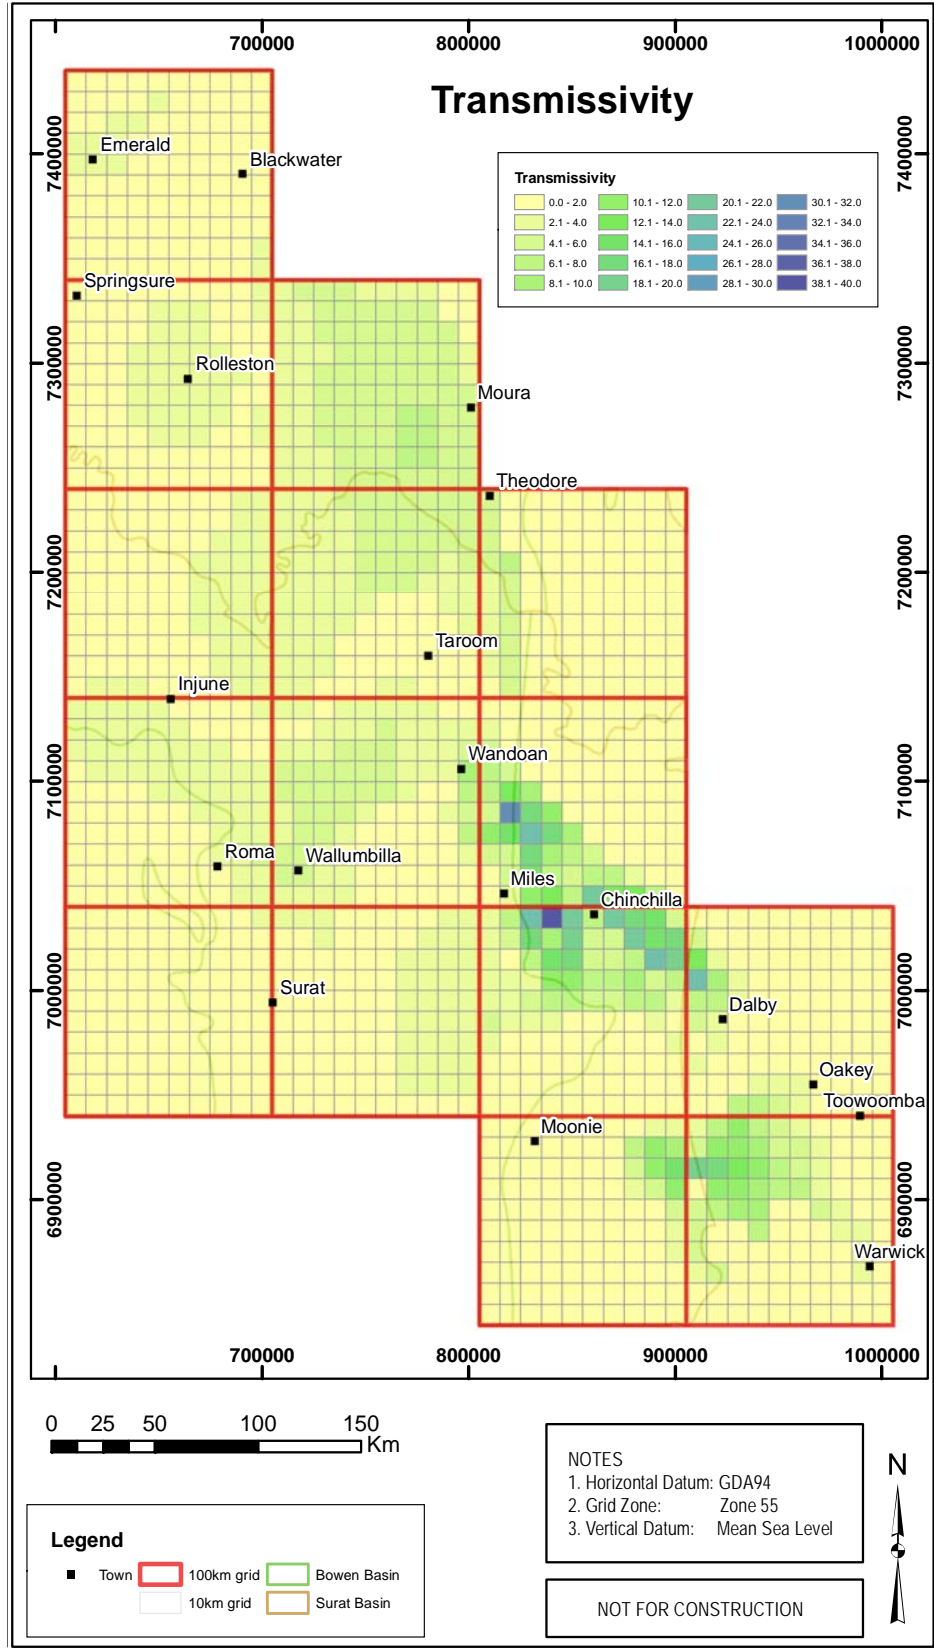 700000 800000 900000 1000000
Transmissivity
7400000
7400000
Emerald
Blackwater
Transmissivity
0.0 - 2.0 10.1 - 12.0 20.1 - 22.0 30.1 - 32.0
2.1 - 4.0 12.1 - 14.0 22.1 - 24.0 32.1 - 34.0
4.1 - 6.0 14.1 - 16.0 24.1 - 26.0 34.1 - 36.0
6.1 - 8.0 16.1 - 18.0 26.1 - 28.0 36.1 - 38.0
8.1 - 10.0 18.1 - 20.0 28.1 - 30.0 38.1 - 40.0
Springsure
7300000
7300000
Rolleston
Moura
Theodore
7200000
7200000
Taroom
Injune
Wandoan
7100000
7100000
Roma
Wallumbilla
Miles
Chinchilla
7000000
7000000
Surat
Dalby
Oakey
Toowoomba
Moonie
6900000
6900000
Warwick
700000 800000 900000 1000000
0 25 50 100 150
Km
NOTES
1. Horizontal Datum: GDA94
2. Grid Zone: Zone 55
3. Vertical Datum: Mean Sea Level
N
Legend
Town 100km grid Bowen Basin
10km grid Surat Basin
NOT FOR CONSTRUCTION